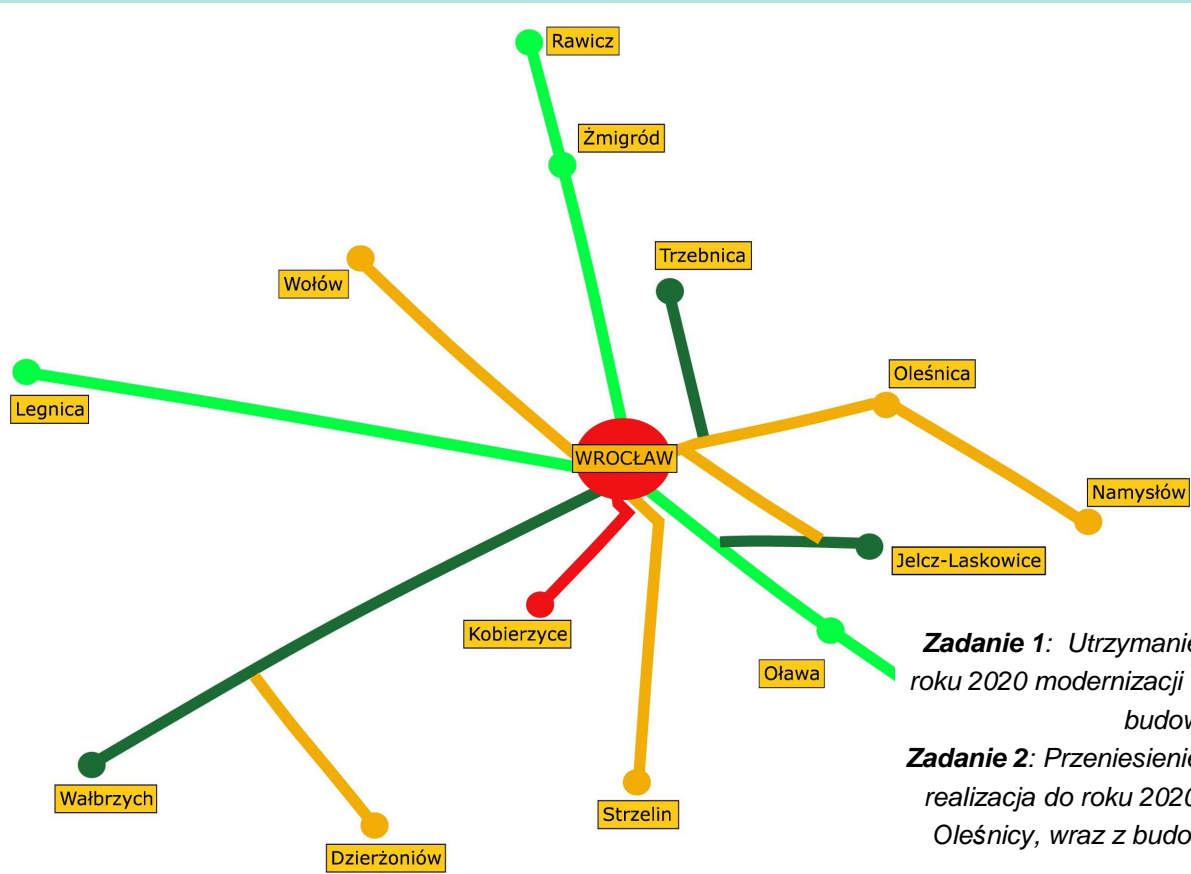 Rawicz
Żmigród
Trzebnica
Wołów
Oleśnica
Legnica
WROCŁAW
Namysłów
Jelcz-Laskowice
Kobierzyce
Oława
Zadanie 1: Utrzymanie
roku 2020 modernizacji
budow
Zadanie 2: Przeniesienie
realizacja do roku 2020
Oleśnicy, wraz z budo
Wałbrzych
Strzelin
Dzierżoniów